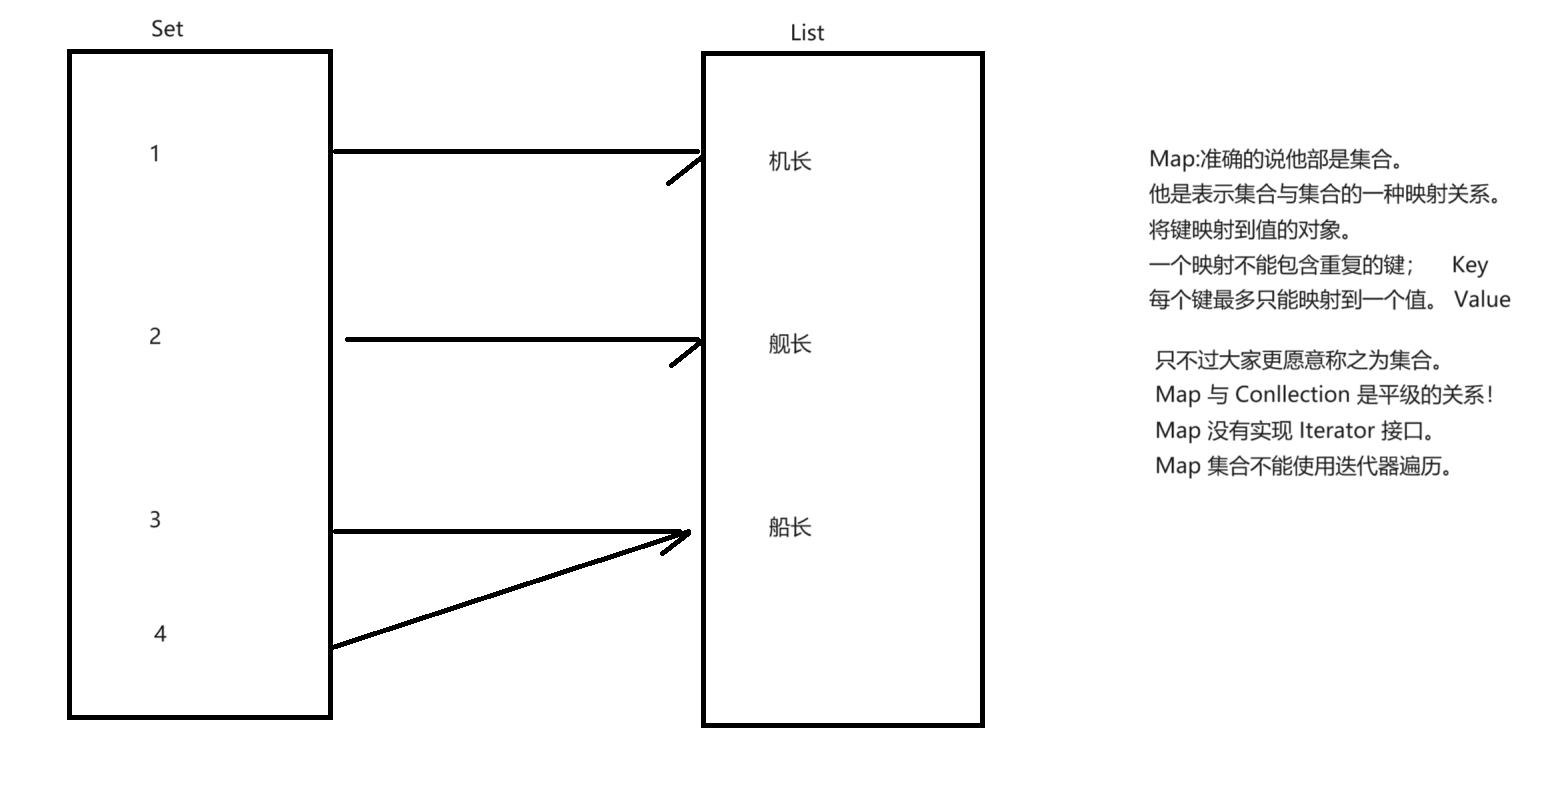 Set
List
1
机长
2
舰长
3
船长
4
Map:准确的说他部是集合。
他是表示集合与集合的一种映射关系。
将键映射到值的对象。
一个映射不能包含重复的键； Key
每个键最多只能映射到一个值。 Value
只不过大家更愿意称之为集合。
Map 与 Conllection 是平级的关系！
Map 没有实现 Iterator 接口。
Map 集合不能使用迭代器遍历。